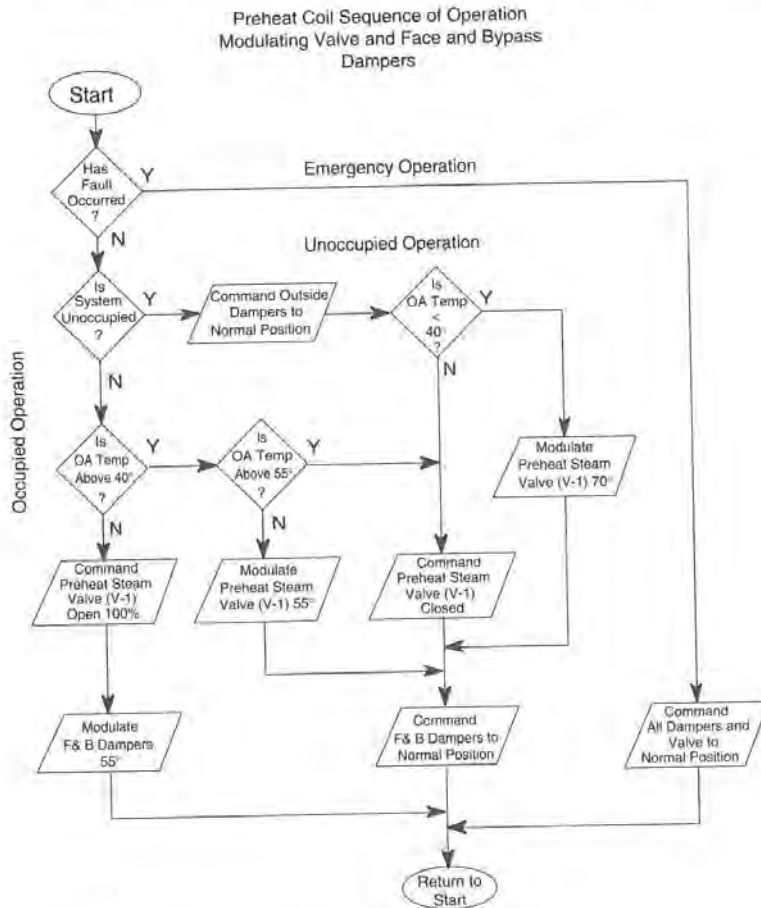 Preheat Coil Sequence of Operation
Modulating Valve and Face and Bypass
Dampers
Start
Has
Fault
Occurred
?
Y
Emergency Operation
N
Unoccupied Operation
Is
System
Unoccupied
?
Y
Command Outside
Dampers to
Normal Position
Is
OA Temp
<
40°
?
Y
N
N
Occupied Operation
Is
OA Temp
Above 40°
?
Y
Is
OA Temp
Above 55°
?
Y
Modulate
Preheat Steam
Valve (V-1) 70°
N
N
Command
Preheat Steam
Valve (V-1)
Open 100%
Modulate
Preheat Steam
Valve (V-1) 55°
Command
Preheat Steam
Valve (V-1)
Closed
Modulate
F& B Dampers
55°
Command
F& B Dampers to
Normal Position
Command
All Dampers and
Valve to
Normal Position
Return to
Start